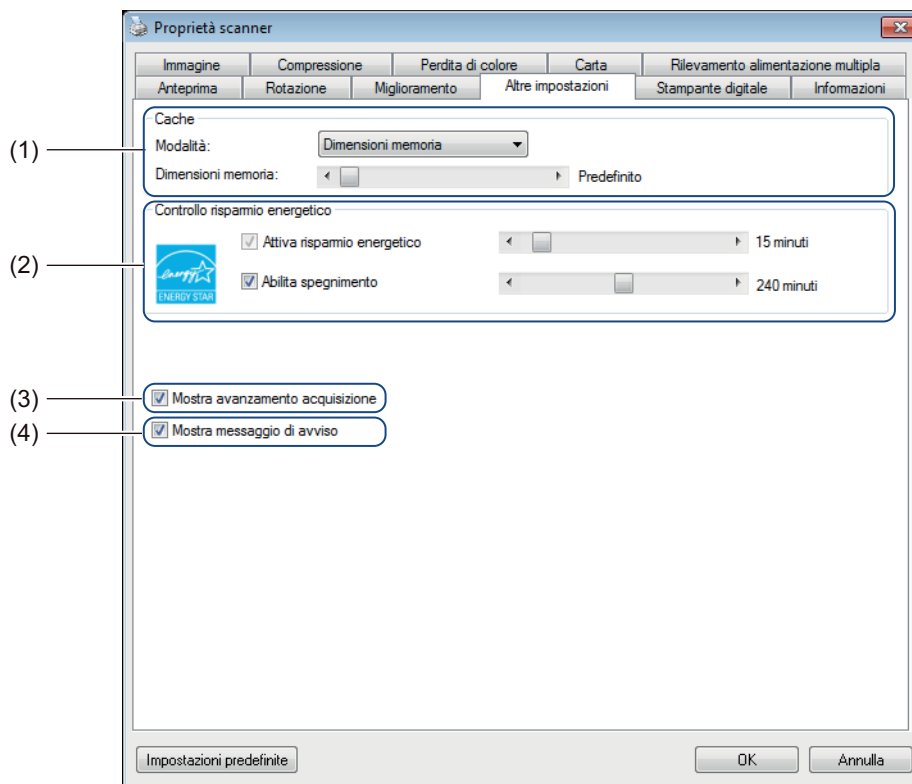 Proprietà scanner
Immagine Compressione Perdita di colore Carta Rilevamento alimentazione multipla
Anteprima Rotazione Miglioramento Altre impostazioni Stampante digitale Informazioni
Cache
(1) Modalità: Dimensioni memoria
Dimensioni memoria: Predefinito
Controllo risparmio energetico
Attiva risparmio energetico 15 minuti
(2) energy
ENERGY STAR
Abilita spegnimento 240 minuti
(3) Mostra avanzamento acquisizione
(4) Mostra messaggio di avviso
Impostazioni predefinite OK Annulla